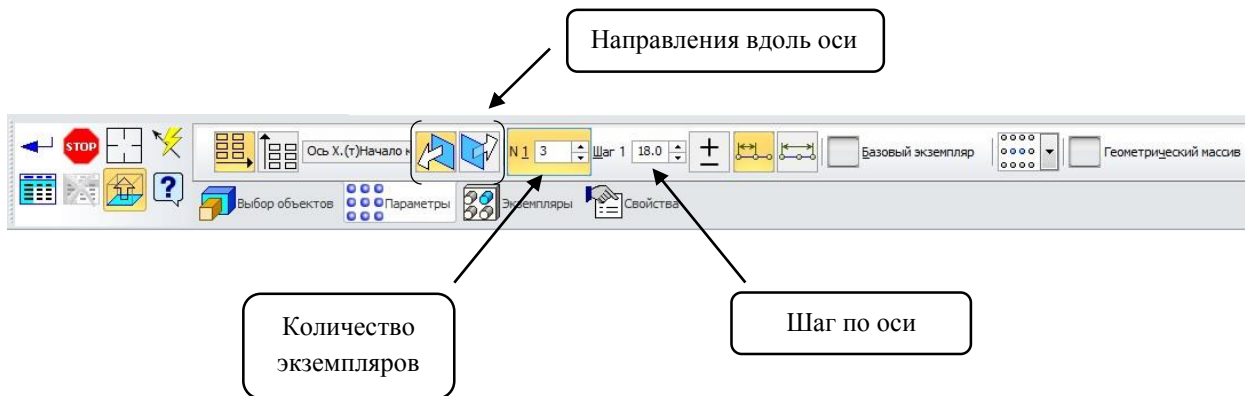 Направления вдоль оси
STOP
Ось X.(т)Начало к
N 1
3
Шаг 1
18.0
Базовый экземпляр
Геометрический массив
?
Выбор объектов
Параметры
Экземпляры
Свойства
Количество
экземпляров
Шаг по оси